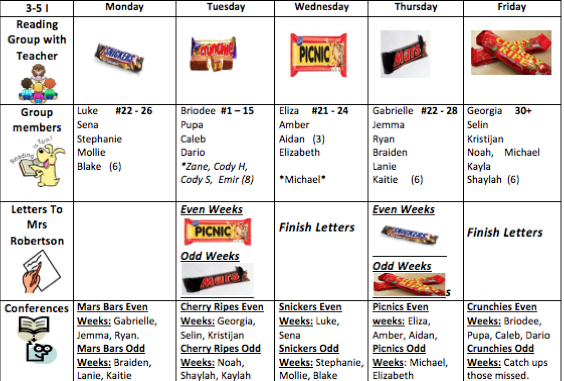 3-5 I Monday Tuesday Wednesday Thursday Friday
Reading
Group with
Teacher
SNICKERS
crunchie
PICNIC
Mars
Group
members
Reading is fun!
Luke #22 - 26
Sena
Stephanie
Mollie
Blake (6)
Briodee #1 – 15
Pupa
Caleb
Dario
*Zane, Cody H,
Cody S, Emir (8)
Eliza #21 - 24
Amber
Aidan (3)
Elizabeth
*Michael*
Gabrielle #22 - 28
Jemma
Ryan
Braiden
Lanie
Kaitie (6)
Georgia 30+
Selin
Kristijan
Noah, Michael
Kayla
Shaylah (6)
Letters To
Mrs
Robertson
Even Weeks
PICNIC
Odd Weeks
Mars
Finish Letters
Even Weeks
SNICKERS
Odd Weeks
s
Finish Letters
Conferences
Mars Bars Even
Weeks: Gabrielle,
Jemma, Ryan.
Mars Bars Odd
Weeks: Braiden,
Lanie, Kaitie
Cherry Ripes Even
Weeks: Georgia,
Selin, Kristijan
Cherry Ripes Odd
Weeks: Noah,
Shaylah, Kaylah
Snickers Even
Weeks: Luke,
Sena
Snickers Odd
Weeks: Stephanie,
Mollie, Blake
Picnics Even
weeks: Eliza,
Amber, Aidan,
Picnics Odd
Weeks: Michael,
Elizabeth
Crunchies Even
Weeks: Briodee,
Pupa, Caleb, Dario
Crunchies Odd
Weeks: Catch ups
those missed.